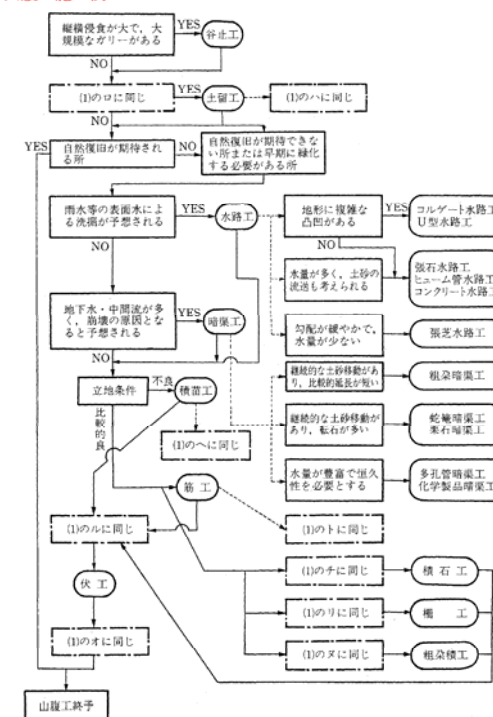 縦横侵食が大で，大
規模なガリーがある
YES
谷止工
NO
(1)のロに同じ
YES
土留工
(1)のハに同じ
NO
YES
自然復旧が期待され
る所
NO
自然復旧が期待できな
い所または早期に緑化
する必要がある所
雨水等の表面水によ
る洗掘が予想される
YES
水路工
地形に複雑な
凸凹がある
YES
コルゲート水路工
U型水路工
NO
NO
水量が多く，土砂の
流送も考えられる
張石水路工
ヒューム管水路工
コンクリート水路工
地下水・中間流が多
く，崩壊の原因とな
ると予想される
YES
暗渠工
勾配が緩やかで，
水量が少ない
張芝水路工
NO
継続的な土砂移動があ
り，比較的延長が短い
粗朶暗渠工
立地条件
不良
積苗工
比較的良
継続的な土砂移動が
あり，転石が多い
蛇籠暗渠工
栗石暗渠工
(1)のヘに同じ
水量が豊富で恒久
性を必要とする
多孔管暗渠工
化学製品暗渠工
筋工
(1)のルに同じ
(1)のトに同じ
(1)のチに同じ
積石工
伏工
(1)のリに同じ
柵工
(1)のオに同じ
(1)のヌに同じ
粗朶積工
山腹工終予